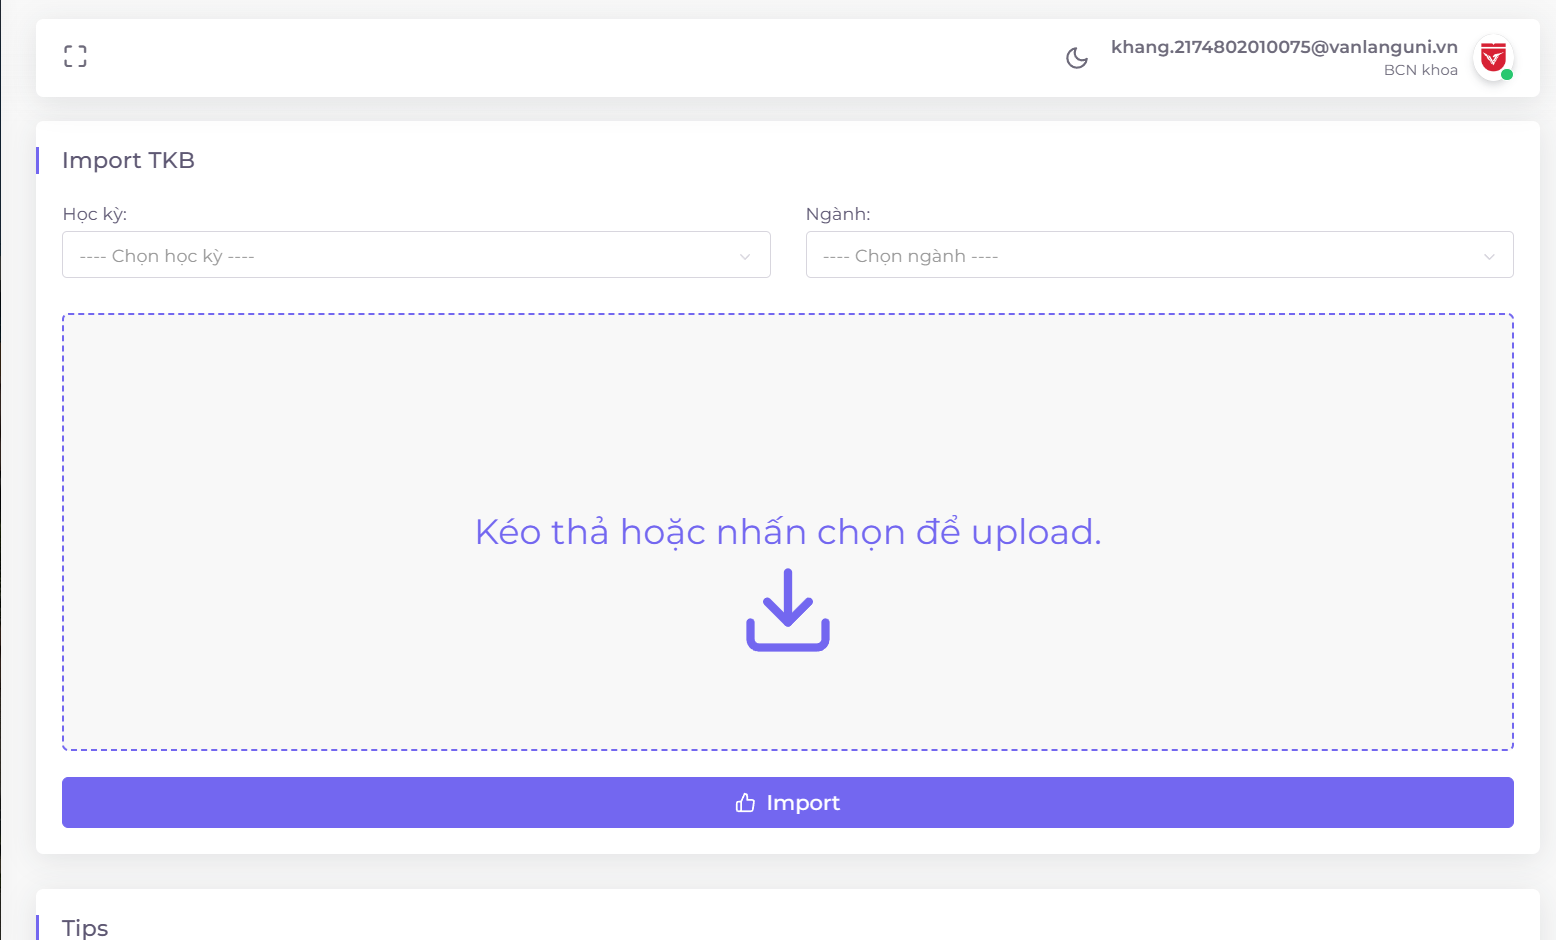 khang.2174802010075@vanlanguni.vn
BCN khoa
Import TKB
Học kỳ:
Ngành:
---- Chọn học kỳ ----
---- Chọn ngành ----
Kéo thả hoặc nhấn chọn để upload.
Import
Tips